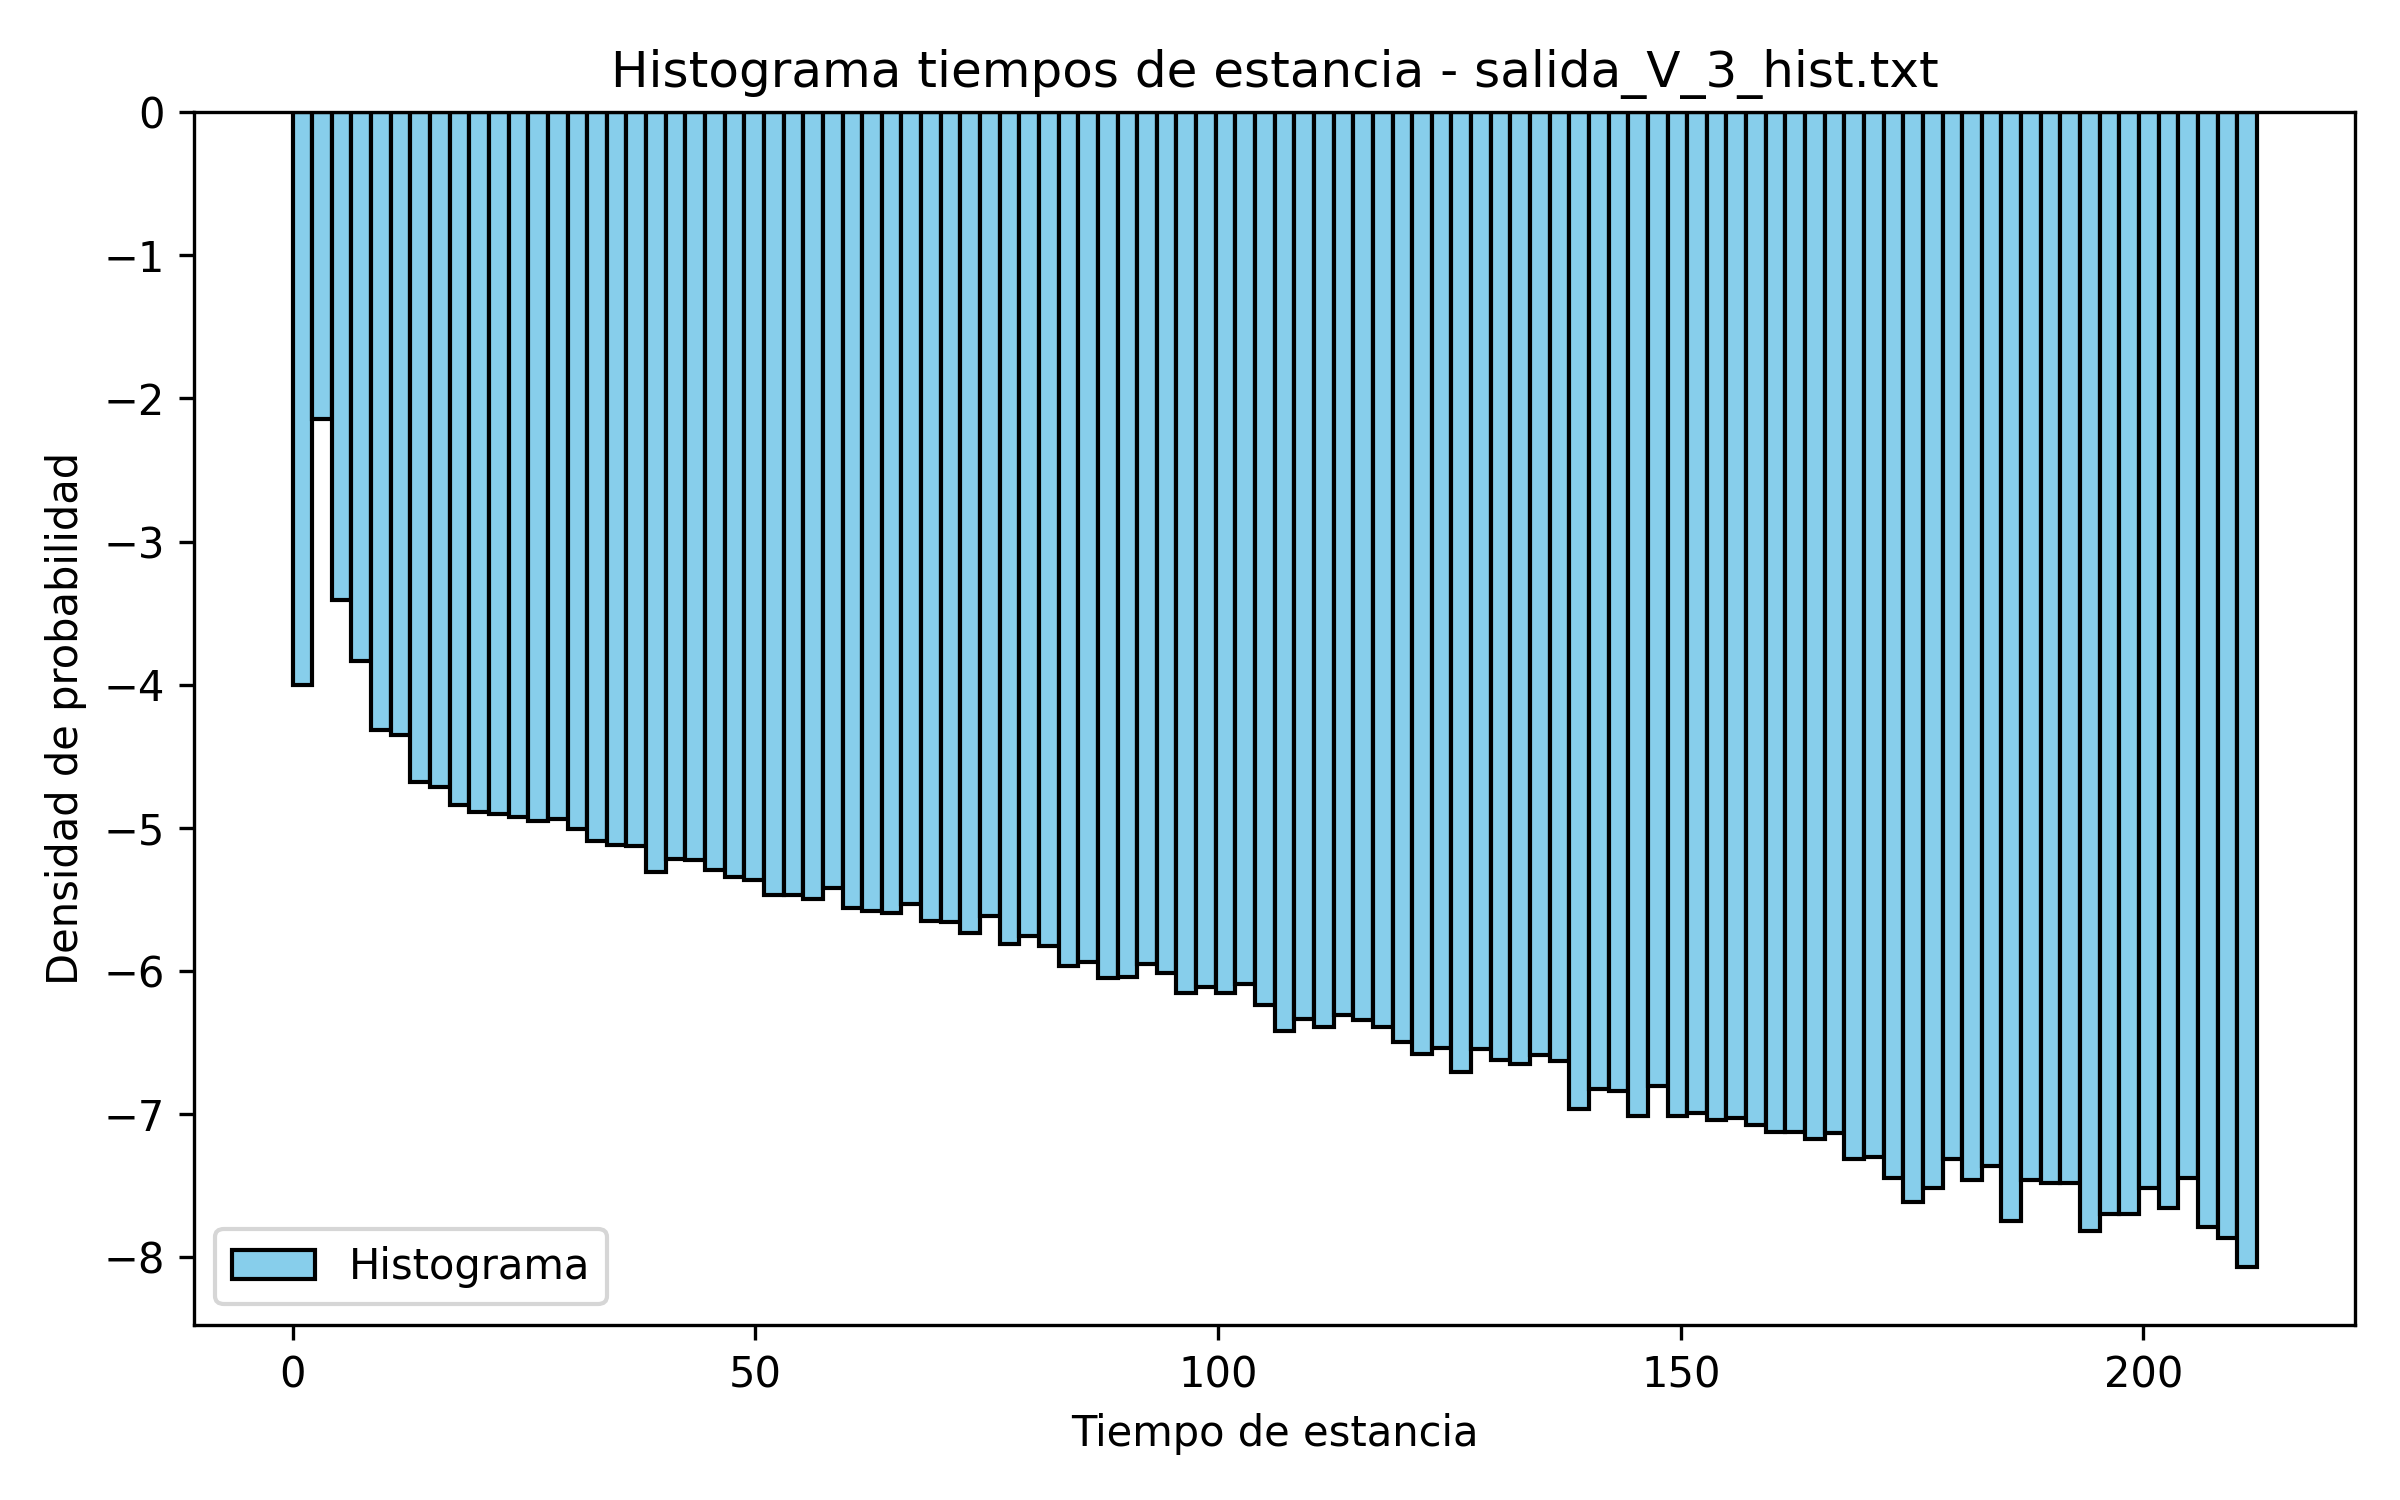 Histograma tiempos de estancia - salida_V_3_hist.txt
0
−1
−2
−3
−4
−5
−6
−7
−8
Densidad de probabilidad
Histograma
0 50 100 150 200
Tiempo de estancia